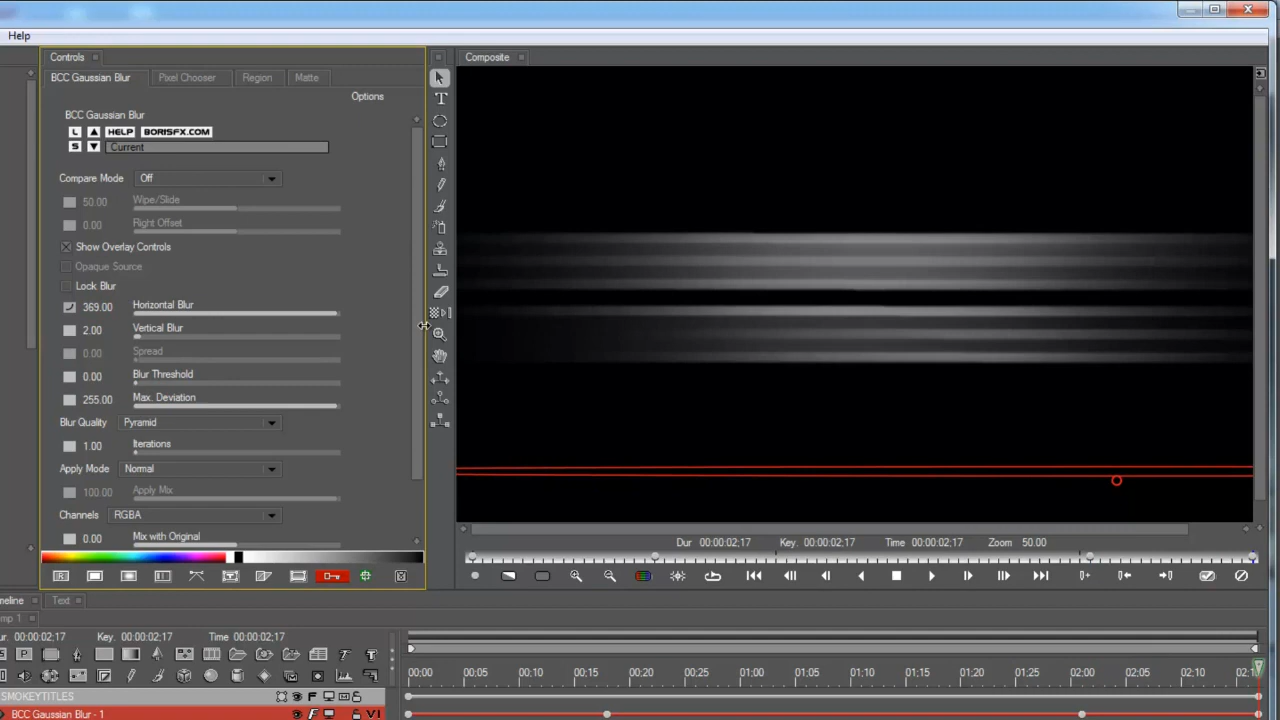 Help
Controls
Composite
BCC Gaussian Blur Pixel Chooser Region Matte
Options
BCC Gaussian Blur
L HELP BORISFX.COM
S Current
Compare Mode Off
50.00 Wipe/Slide
0.00 Right Offset
Show Overlay Controls
Opaque Source
Lock Blur
369.00 Horizontal Blur
2.00 Vertical Blur
0.00 Spread
0.00 Blur Threshold
255.00 Max. Deviation
Blur Quality Pyramid
1.00 Iterations
Apply Mode Normal
100.00 Apply Mix
Channels RGBA
0.00 Mix with Original
Dur 00:00:02;17 Key. 00:00:02;17 Time 00:00:02;17 Zoom 50.00
meline Text
mp 1
ur. 00:00:02;17 Key. 00:00:02;17 Time 00:00:02;17
00:00 00:05 00:10 00:15 00:20 00:25 01:00 01:05 01:10 01:15 01:20 01:25 02:00 02:05 02:10 02:1
SMOKEYTITLES F
BCC Gaussian Blur - 1 F V1